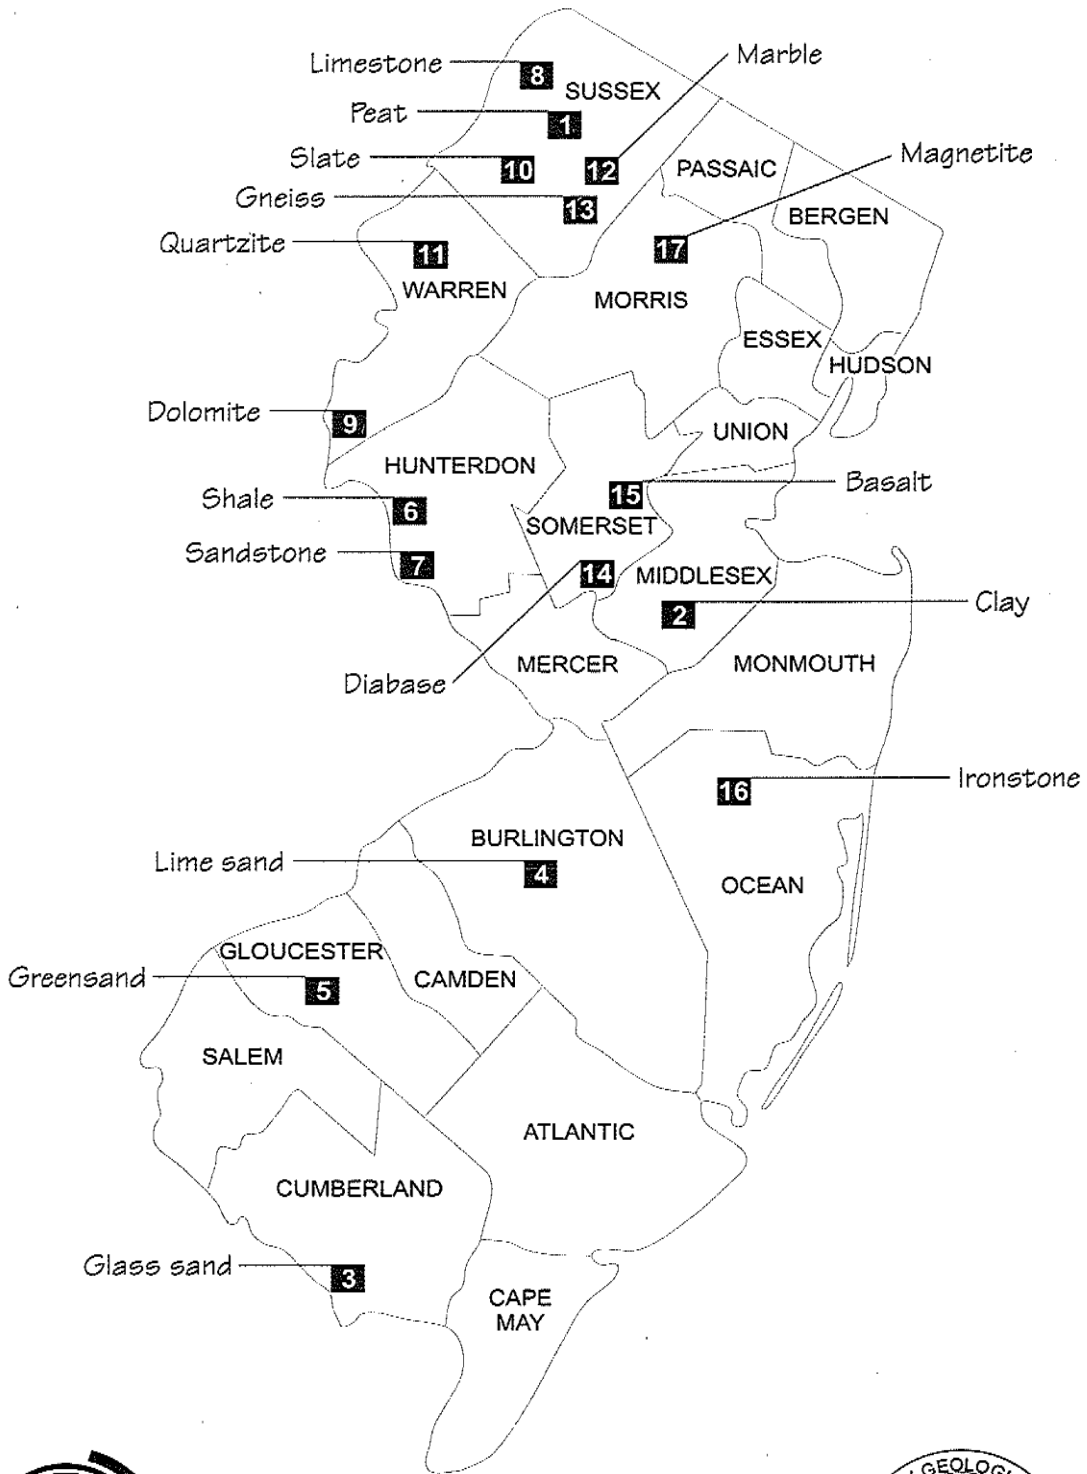 Marble
Limestone
8
SUSSEX
Peat
1
Magnetite
Slate
10
12
PASSAIC
Gneiss
13
BERGEN
Quartzite
11
17
WARREN
MORRIS
ESSEX
HUDSON
Dolomite
9
UNION
HUNTERDON
Basalt
Shale
6
15
SOMERSET
Sandstone
7
14
MIDDLESEX
Clay
2
MERCER
MONMOUTH
Diabase
Ironstone
16
BURLINGTON
Lime sand
4
OCEAN
GLOUCESTER
Greensand
5
CAMDEN
SALEM
ATLANTIC
CUMBERLAND
Glass sand
3
CAPE
MAY